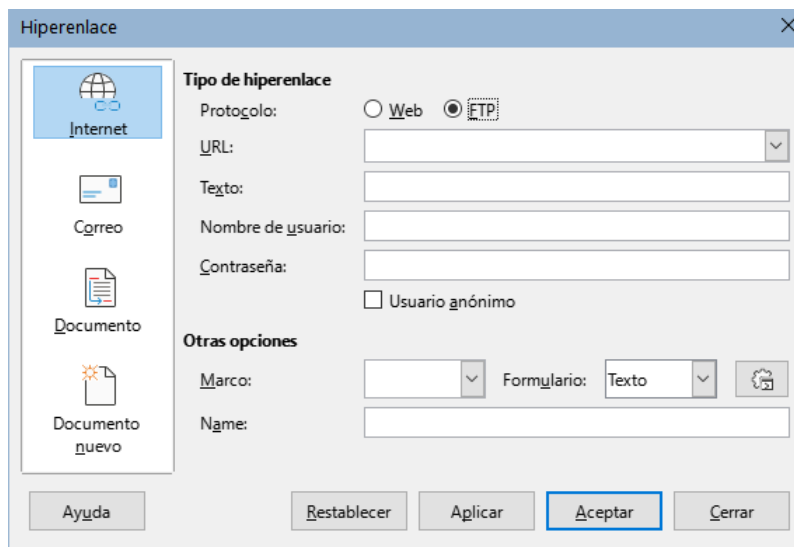 Hiperenlace
Internet
Correo
Documento
Documento
nuevo
Tipo de hiperenlace
Protocolo: Web FTP
URL:
Texto:
Nombre de usuario:
Contraseña:
Usuario anónimo
Otras opciones
Marco: Formulario: Texto
Name:
Ayuda Restablecer Aplicar Aceptar Cerrar